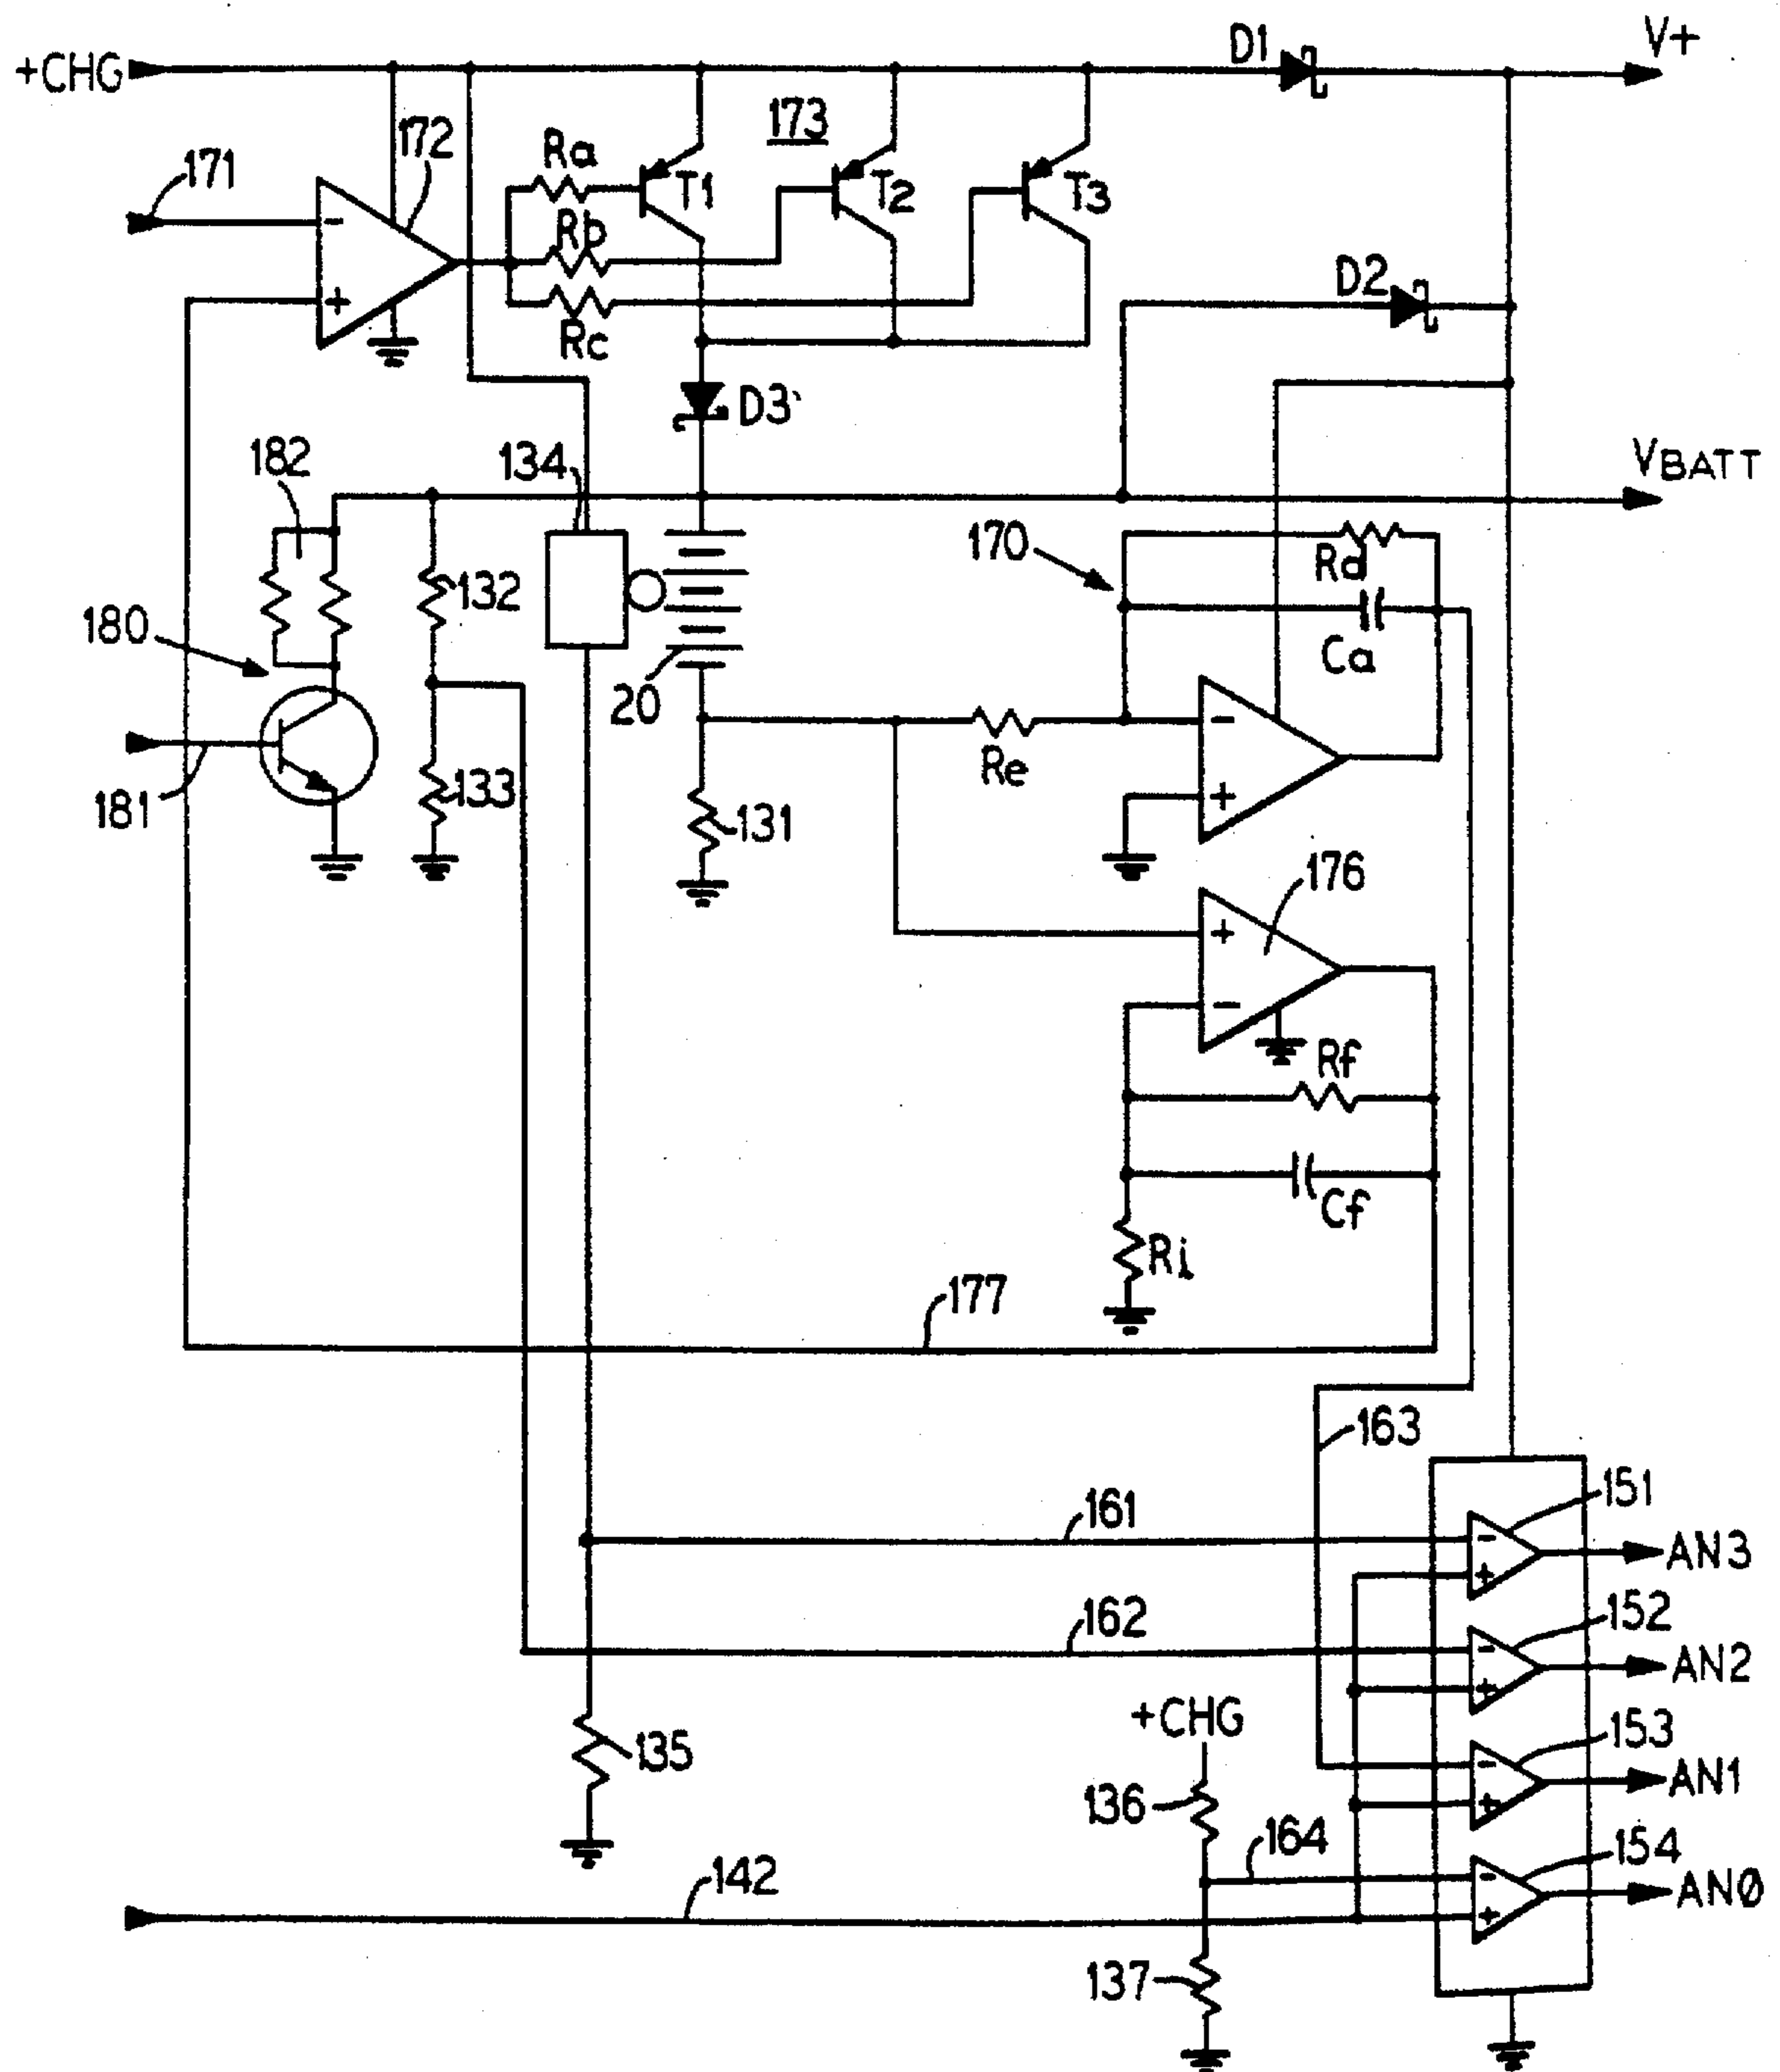 +CHG
D1
V+
171
172
Ra
173
T1
T2
T3
Rb
Rc
D2
D3
182
134
VBATT
170
Rd
132
180
Ca
20
Re
181
133
131
176
Rf
Cf
Ri
177
163
161
151
AN3
162
152
AN2
+CHG
153
AN1
135
136
164
154
AN0
142
137
-
+
-
+
+
-
-
+
-
+
-
+
-
+